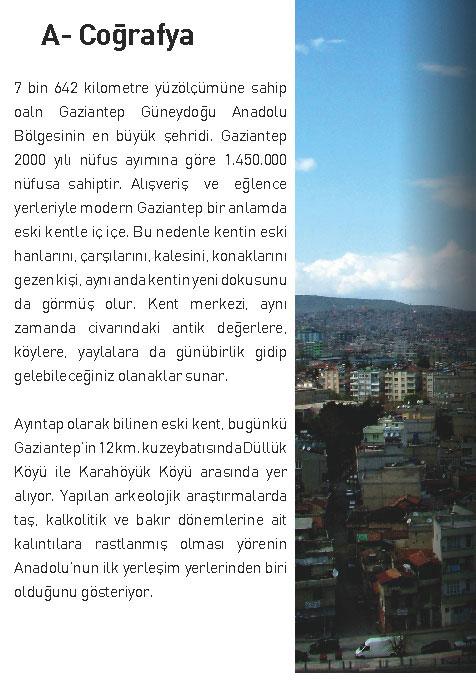 A- Coğrafya
7 bin 642 kilometre yüzölçümüne sahip
oaln Gaziantep Güneydoğu Anadolu
Bölgesinin en büyük şehridi. Gaziantep
2000 yılı nüfus ayımına göre 1.450.000
nüfusa sahiptir. Alışveriş ve eğlence
yerleriyle modern Gaziantep bir anlamda
eski kentle iç içe. Bu nedenle kentin eski
hanlarını, çarşılarını, kalesini, konaklarını
gezen kişi, aynı anda kentin yeni dokusunu
da görmüş olur. Kent merkezi, aynı
zamanda civarındaki antik değerlere,
köylere, yaylalara da günübirlik gidip
gelebileceğiniz olanaklar sunar.
Ayıntap olarak bilinen eski kent, bugünkü
Gaziantep'in 12 km. kuzeybatısında Düllük
Köyü ile Karahöyük Köyü arasında yer
alıyor. Yapılan arkeolojik araştırmalarda
taş, kalkolitik ve bakır dönemlerine ait
kalıntılara rastlanmış olması yörenin
Anadolu'nun ilk yerleşim yerlerinden biri
olduğunu gösteriyor.